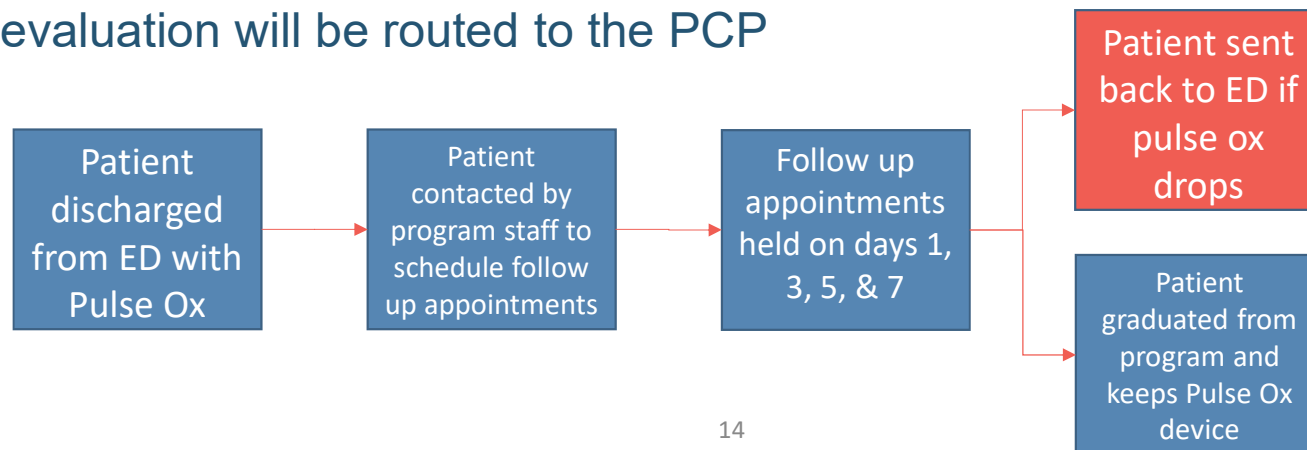 evaluation will be routed to the PCP
Patient
discharged
from ED with
Pulse Ox
Patient
contacted by
program staff to
schedule follow
up appointments
Follow up
appointments
held on days 1,
3, 5, & 7
Patient sent
back to ED if
pulse ox
drops
Patient
graduated from
program and
keeps Pulse Ox
device
14